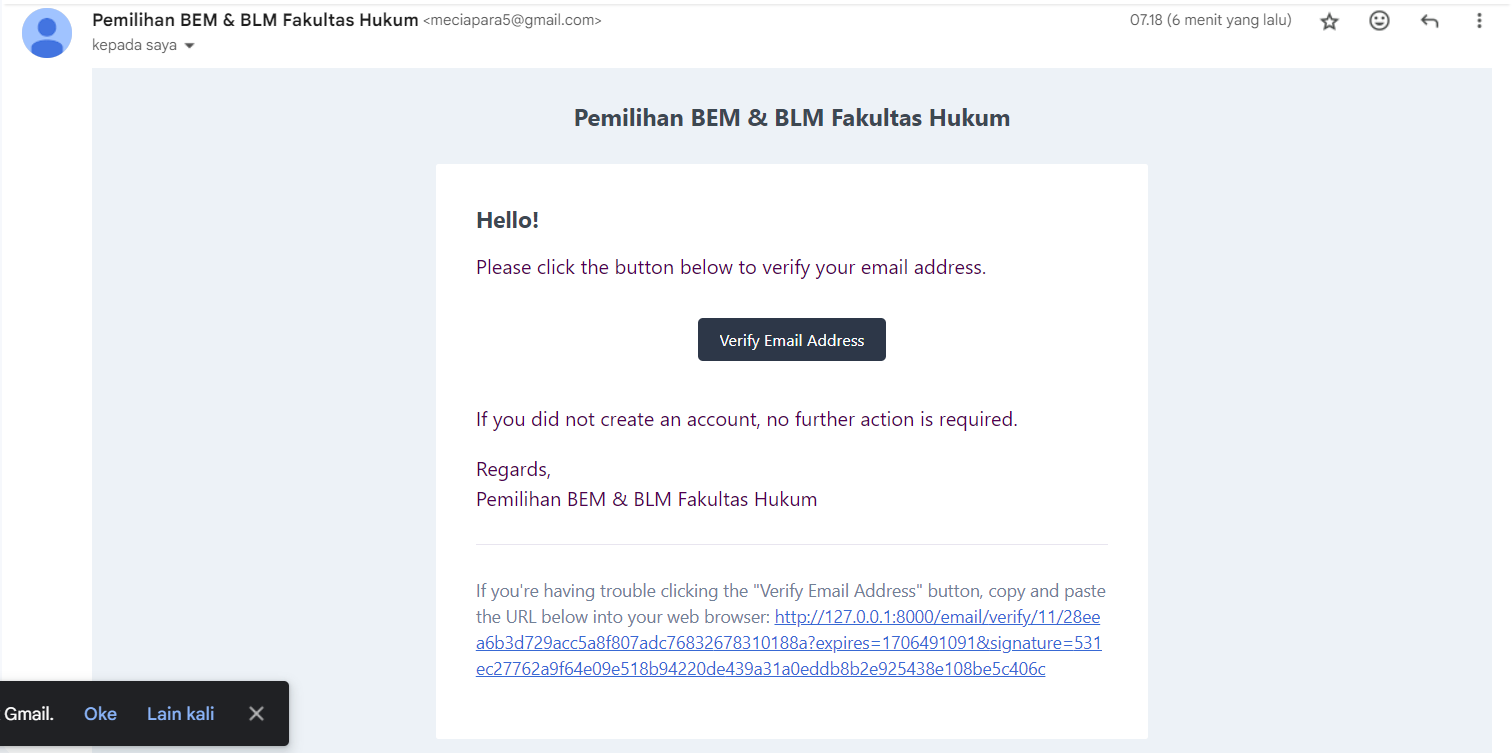 Pemilihan BEM & BLM Fakultas Hukum <meciapara5@gmail.com>
07.18 (6 menit yang lalu)
kepada saya
Pemilihan BEM & BLM Fakultas Hukum
Hello!
Please click the button below to verify your email address.
Verify Email Address
If you did not create an account, no further action is required.
Regards,
Pemilihan BEM & BLM Fakultas Hukum
If you're having trouble clicking the "Verify Email Address" button, copy and paste
the URL below into your web browser: http://127.0.0.1:8000/email/verify/11/28ee
a6b3d729acc5a8f807adc76832678310188a?expires=1706491091&signature=531
ec27762a9f64e09e518b94220de439a31a0eddb8b2e925438e108be5c406c
Gmail. Oke Lain kali